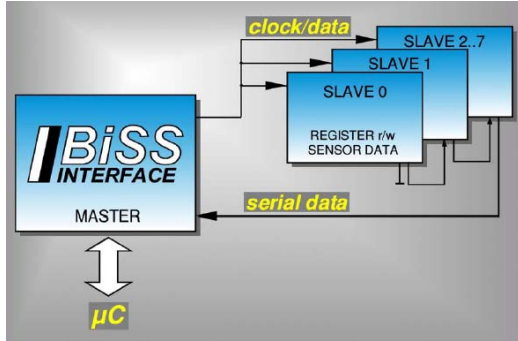 clock/data
SLAVE 2..7
SLAVE 1
SLAVE 0
REGISTER r/w
SENSOR DATA
BiSS
INTERFACE
MASTER
serial data
µC